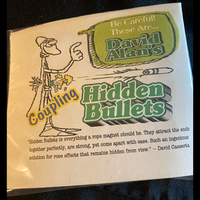 Be Careful!
These Are...
David
Alan's
Coupling
Hidden
Bullets
"Hidden Bullets is everything a rope magnet should be. They attract the ends
together perfectly, are strong, yet come apart with ease. Such an ingenious
solution for rope effects that remains hidden from view." - David Cassera